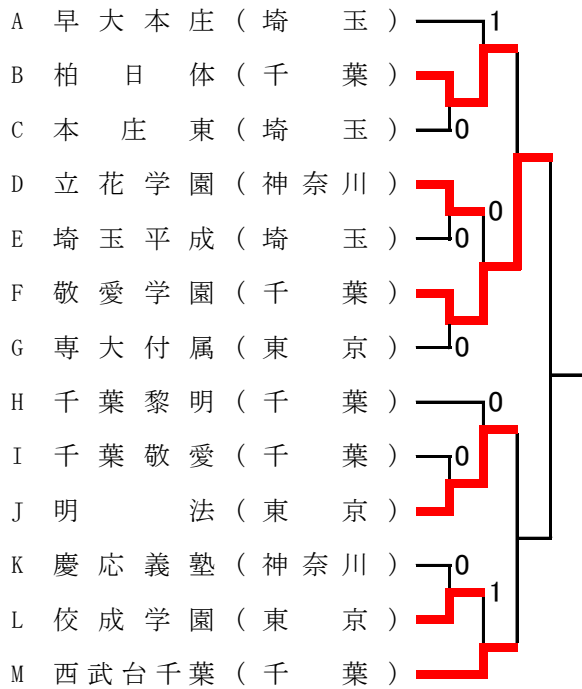 A 早大本庄(埼玉) 1
B 柏日体(千葉)
C 本庄東(埼玉) 0
D 立花学園(神奈川) 0
E 埼玉平成(埼玉) 0
F 敬愛学園(千葉)
G 専大付属(東京) 0
H 千葉黎明(千葉) 0
I 千葉敬愛(千葉) 0
J 明法(東京)
K 慶応義塾(神奈川) 0
L 佼成学園(東京) 1
M 西武台千葉(千葉)